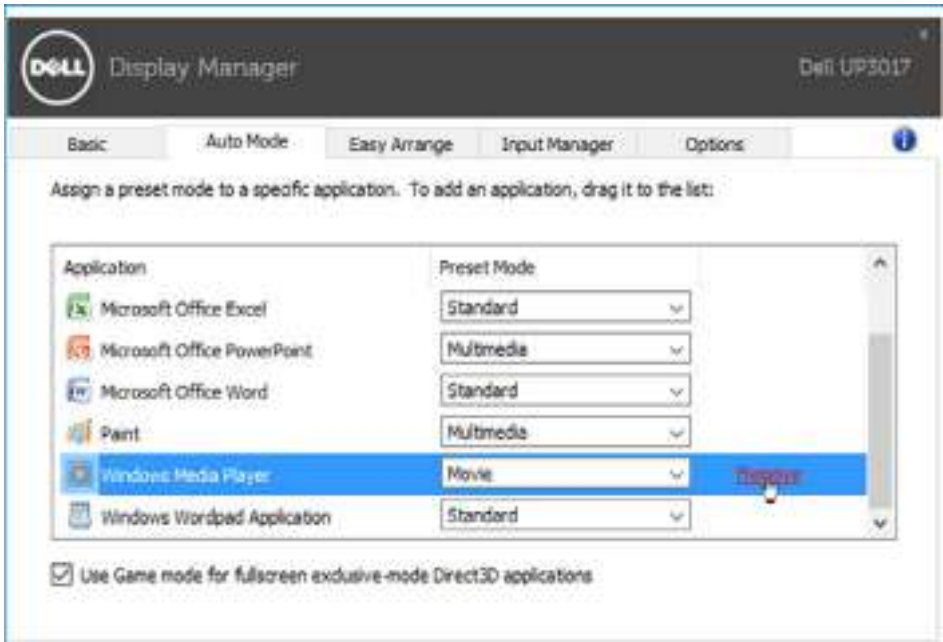 DELL Display Manager Dell UP3017
Basic Auto Mode Easy Arrange Input Manager Options
Assign a preset mode to a specific application. To add an application, drag it to the list:
Application Preset Mode
Microsoft Office Excel Standard
Microsoft Office PowerPoint Multimedia
Microsoft Office Word Standard
Paint Multimedia
Windows Media Player Movie Remove
Windows Wordpad Application Standard
Use Game mode for fullscreen exclusive-mode Direct3D applications